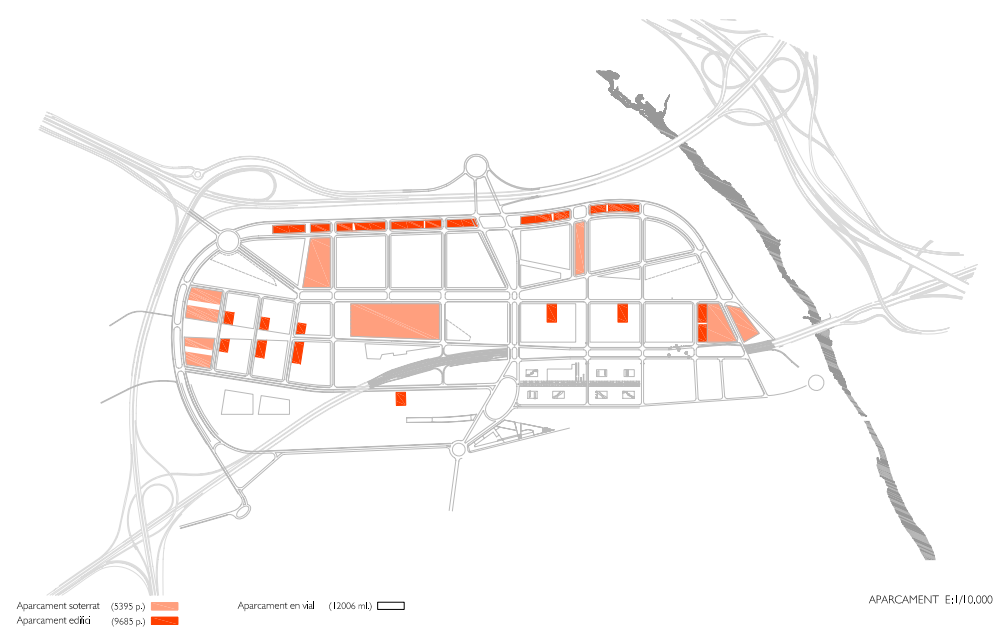 Aparcament soterrat (5395 p.)
Aparcament edifici (9685 p.)
Aparcament en vial (12006 ml.)
APARCAMENT E:1/10.000